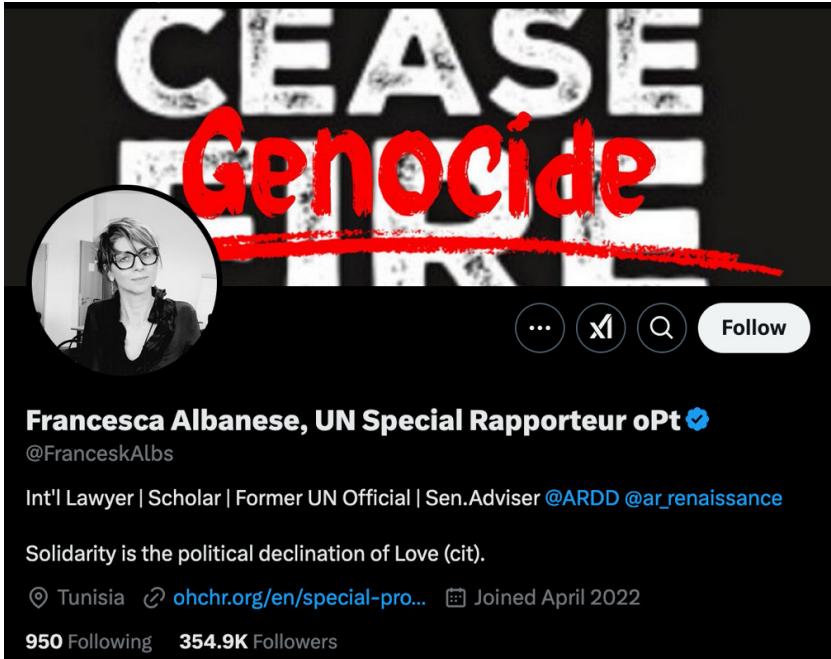 CEASE
Genocide
FIRE
Follow
Francesca Albanese, UN Special Rapporteur oPt
@FranceskAlbs
Int'l Lawyer | Scholar | Former UN Official | Sen.Adviser @ARDD @ar_renaissance
Solidarity is the political declination of Love (cit).
Tunisia ohchr.org/en/special-pro... Joined April 2022
950 Following 354.9K Followers